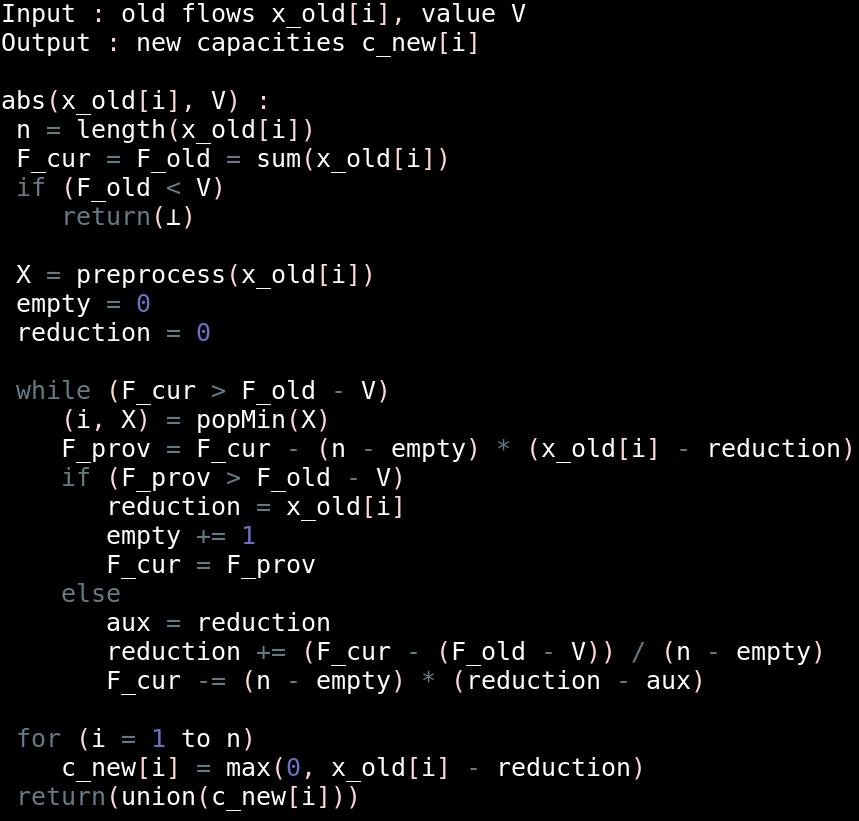 Input : old flows x_old[i], value V
Output : new capacities c_new[i]
abs(x_old[i], V) :
n = length(x_old[i])
F_cur = F_old = sum(x_old[i])
if (F_old < V)
return(⊥)
X = preprocess(x_old[i])
empty = 0
reduction = 0
while (F_cur > F_old - V)
(i, X) = popMin(X)
F_prov = F_cur - (n - empty) * (x_old[i] - reduction)
if (F_prov > F_old - V)
reduction = x_old[i]
empty += 1
F_cur = F_prov
else
aux = reduction
reduction += (F_cur - (F_old - V)) / (n - empty)
F_cur -= (n - empty) * (reduction - aux)
for (i = 1 to n)
c_new[i] = max(0, x_old[i] - reduction)
return(union(c_new[i]))